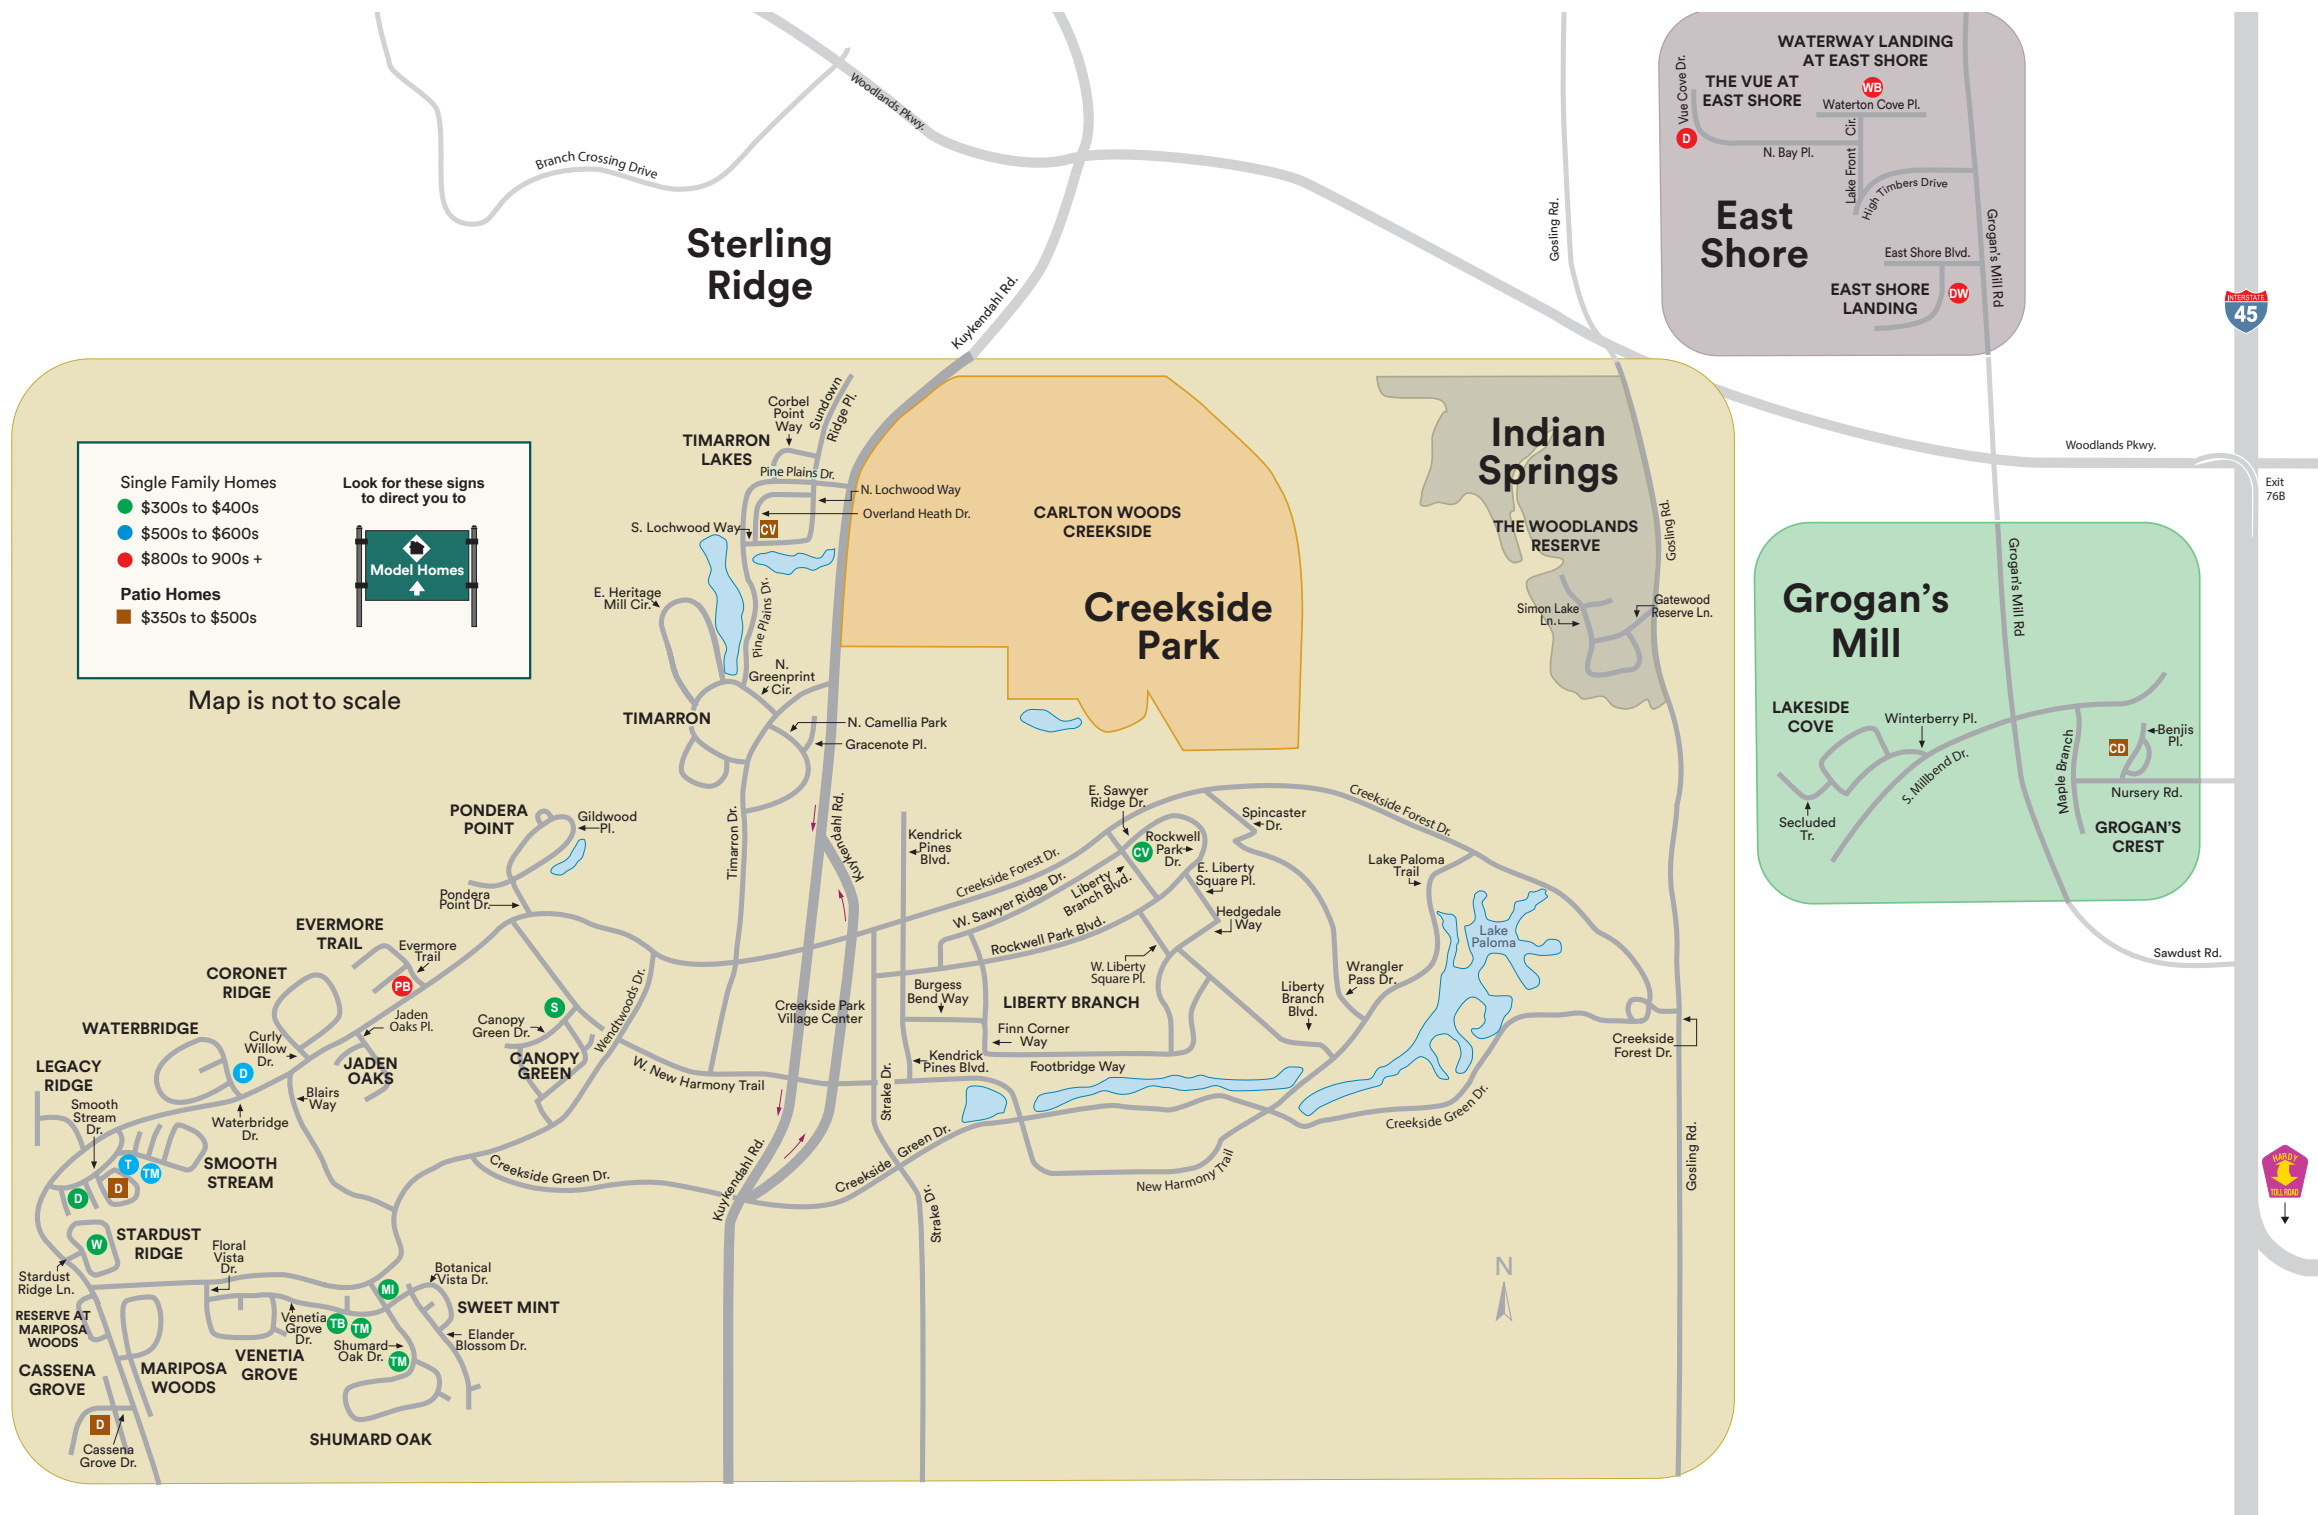 WATERWAY LANDING
AT EAST SHORE
THE VUE AT
EAST SHORE
Vue Cove Dr.
WB
Waterton Cove Pl.
D
N. Bay Pl.
Lake Front Cir.
High Timbers Drive
East
Shore
Grogan's Mill Rd
East Shore Blvd.
EAST SHORE
LANDING
DW
INTERSTATE
45
Woodlands Pkwy.
Branch Crossing Drive
Sterling
Ridge
Kuykendahl Rd.
Gosling Rd.
Woodlands Pkwy.
Exit
76B
Single Family Homes
$300s to $400s
$500s to $600s
$800s to 900s +
Patio Homes
$350s to $500s
Look for these signs
to direct you to
Model Homes
Map is not to scale
Corbel
Point
Way
Sundown
Ridge Pl.
TIMARRON
LAKES
Pine Plains Dr.
N. Lochwood Way
Overland Heath Dr.
S. Lochwood Way
CV
E. Heritage
Mill Cir.
Pine Plains Dr.
N.
Greenprint
Cir.
TIMARRON
N. Camellia Park
Gracenote Pl.
CARLTON WOODS
CREEKSIDE
Creekside
Park
Indian
Springs
THE WOODLANDS
RESERVE
Gosling Rd.
Simon Lake
Ln.
Gatewood
Reserve Ln.
Grogan's
Mill
Grogan's Mill Rd
LAKESIDE
COVE
Winterberry Pl.
S. Millbend Dr.
Secluded
Tr.
Maple Branch
CD
Benjis
Pl.
Nursery Rd.
GROGAN'S
CREST
Sawdust Rd.
PONDERA
POINT
Gildwood
Pl.
Pondera
Point Dr.
Timarron Dr.
Kuykendahl Rd.
Kuykendahl Rd.
Kendrick
Pines
Blvd.
Creekside Forest Dr.
W. Sawyer Ridge Dr.
E. Sawyer
Ridge Dr.
CV
Rockwell
Park
Dr.
Spincaster
Dr.
Creekside Forest Dr.
Liberty
Branch Blvd.
E. Liberty
Square Pl.
Lake Paloma
Trail
Hedgedale
Way
Rockwell Park Blvd.
Lake
Paloma
W. Liberty
Square Pl.
Wrangler
Pass Dr.
EVERMORE
TRAIL
Evermore
Trail
PB
CORONET
RIDGE
WATERBRIDGE
Curly
Willow
Dr.
Jaden
Oaks Pl.
JADEN
OAKS
D
LEGACY
RIDGE
Smooth
Stream
Dr.
Waterbridge
Dr.
Blairs
Way
S
Canopy
Green Dr.
CANOPY
GREEN
Wendtwoods Dr.
W. New Harmony Trail
Creekside Park
Village Center
Burgess
Bend Way
LIBERTY BRANCH
Finn Corner
Way
Kendrick
Pines Blvd.
Footbridge Way
Liberty
Branch
Blvd.
Creekside
Forest Dr.
Strake Dr.
Creekside Green Dr.
Creekside Green Dr.
Creekside Green Dr.
New Harmony Trail
Kuykendahl Rd.
Strake Dr.
Gosling Rd.
HARDY
TOLL ROAD
T
TM
D
D
SMOOTH
STREAM
W
STARDUST
RIDGE
Stardust
Ridge Ln.
Floral
Vista
Dr.
RESERVE AT
MARIPOSA
WOODS
MI
Botanical
Vista Dr.
SWEET MINT
Venetia
Grove
Dr.
TB
TM
Shumard
Oak Dr.
TM
Elander
Blossom Dr.
VENETIA
GROVE
CASSENA
GROVE
MARIPOSA
WOODS
D
Cassena
Grove Dr.
SHUMARD OAK
N